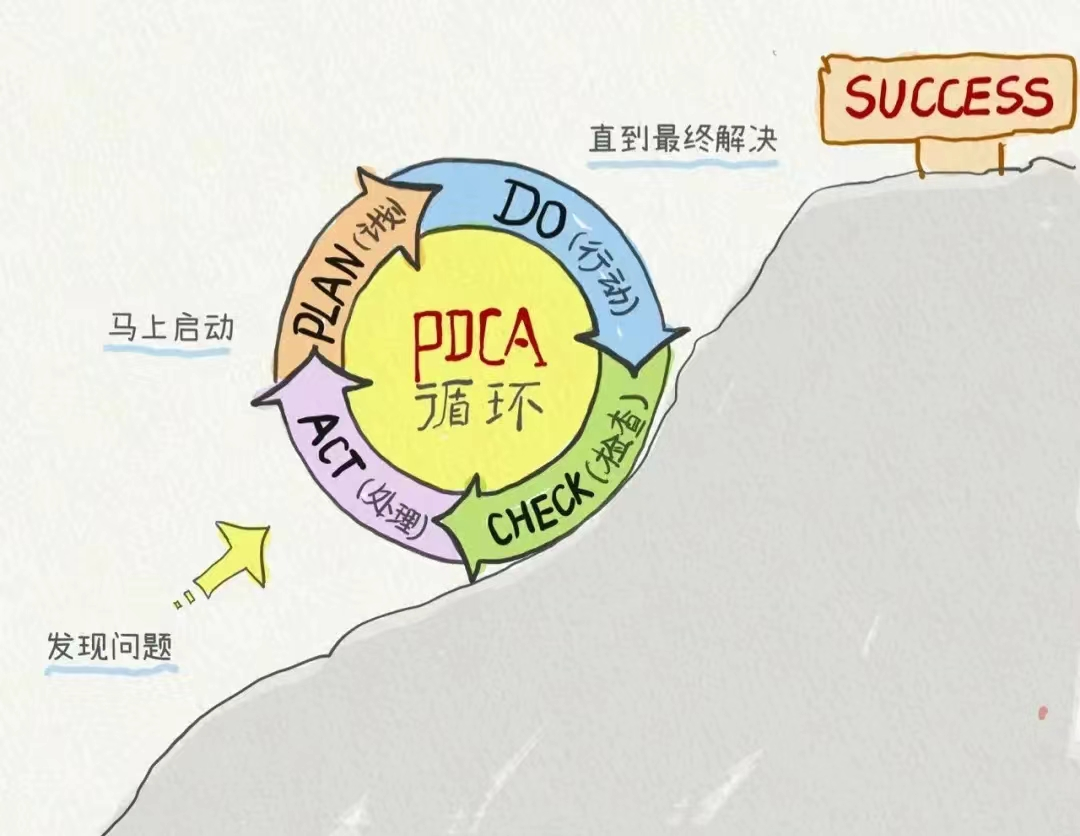 SUCCESS
直到最终解决
DO(行动)
PLAN(计划)
马上启动
PDCA
循环
CHECK(检查)
ACT(处理)
发现问题